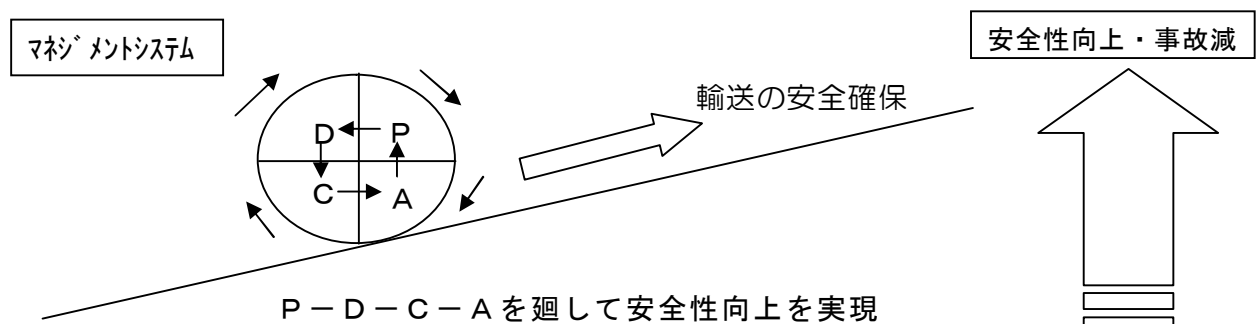 マネジメントシステム
安全性向上・事故減
輸送の安全確保
D P
C A
P－D－C－Aを廻して安全性向上を実現